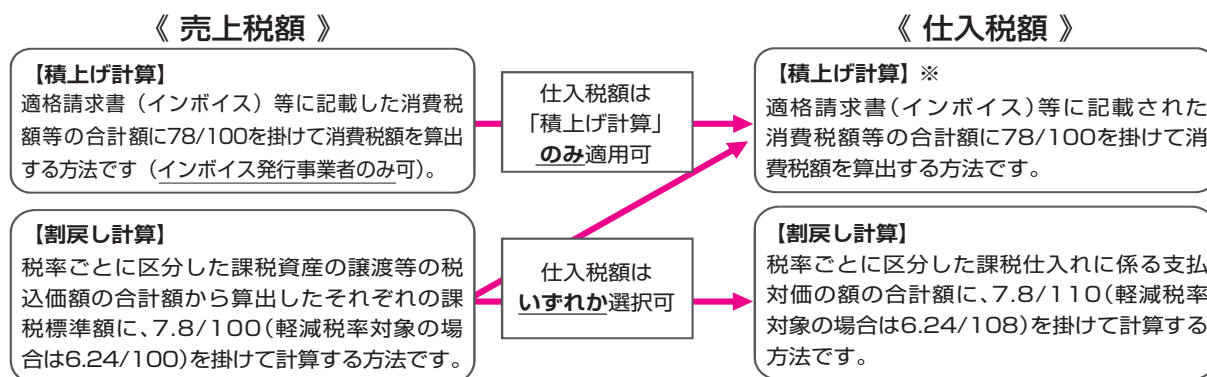 《 売上税額 》
【積上げ計算】
適格請求書（インボイス）等に記載した消費税
額等の合計額に78/100を掛けて消費税額を算出
する方法です（インボイス発行事業者のみ可）。
仕入税額は
「積上げ計算」
のみ適用可
《 仕入税額 》
【積上げ計算】※
適格請求書（インボイス）等に記載された
消費税額等の合計額に78/100を掛けて消
費税額を算出する方法です。
【割戻し計算】
税率ごとに区分した課税資産の譲渡等の税
込価額の合計額から算出したそれぞれの課
税標準額に、7.8/100（軽減税率対象の場
合は6.24/100）を掛けて計算する方法です。
仕入税額は
いずれか選択可
【割戻し計算】
税率ごとに区分した課税仕入れに係る支払
対価の額の合計額に、7.8/110（軽減税率
対象の場合は6.24/108）を掛けて計算する
方法です。